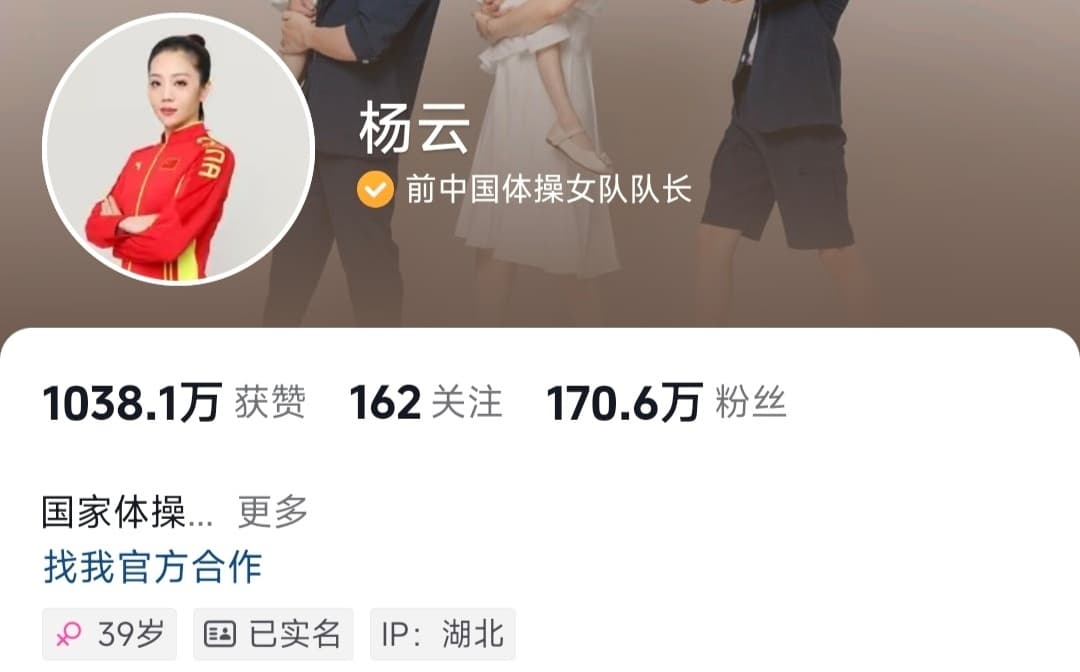 杨云
前中国体操女队队长
1038.1万 获赞 162 关注 170.6万 粉丝
国家体操... 更多
找我官方合作
39岁 已实名 IP：湖北